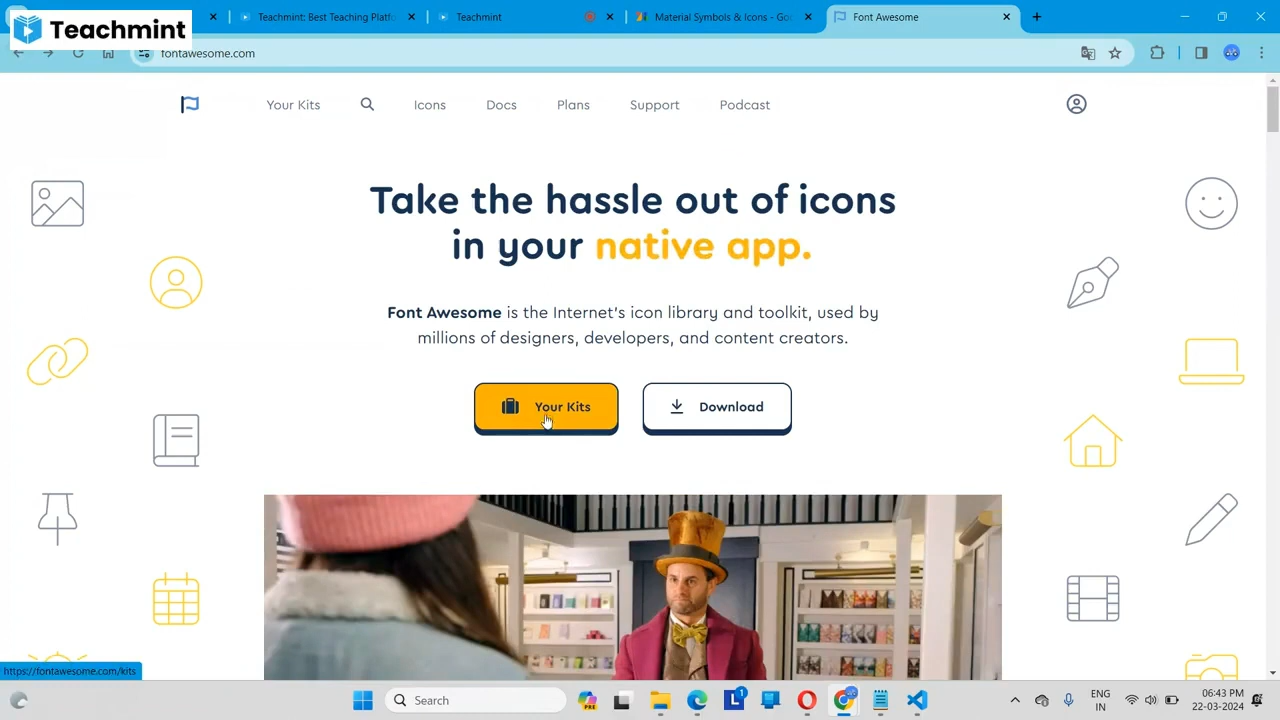 Teachmint
Teachmint: Best Teaching Platfo
Teachmint
Material Symbols & Icons - Go
Font Awesome
fontawesome.com
Your Kits
Icons
Docs
Plans
Support
Podcast
Take the hassle out of icons
in your native app.
Font Awesome is the Internet's icon library and toolkit, used by
millions of designers, developers, and content creators.
Your Kits
Download
https://fontawesome.com/kits
Search
PRE
L
1
ENG
IN
06:43 PM
22-03-2024